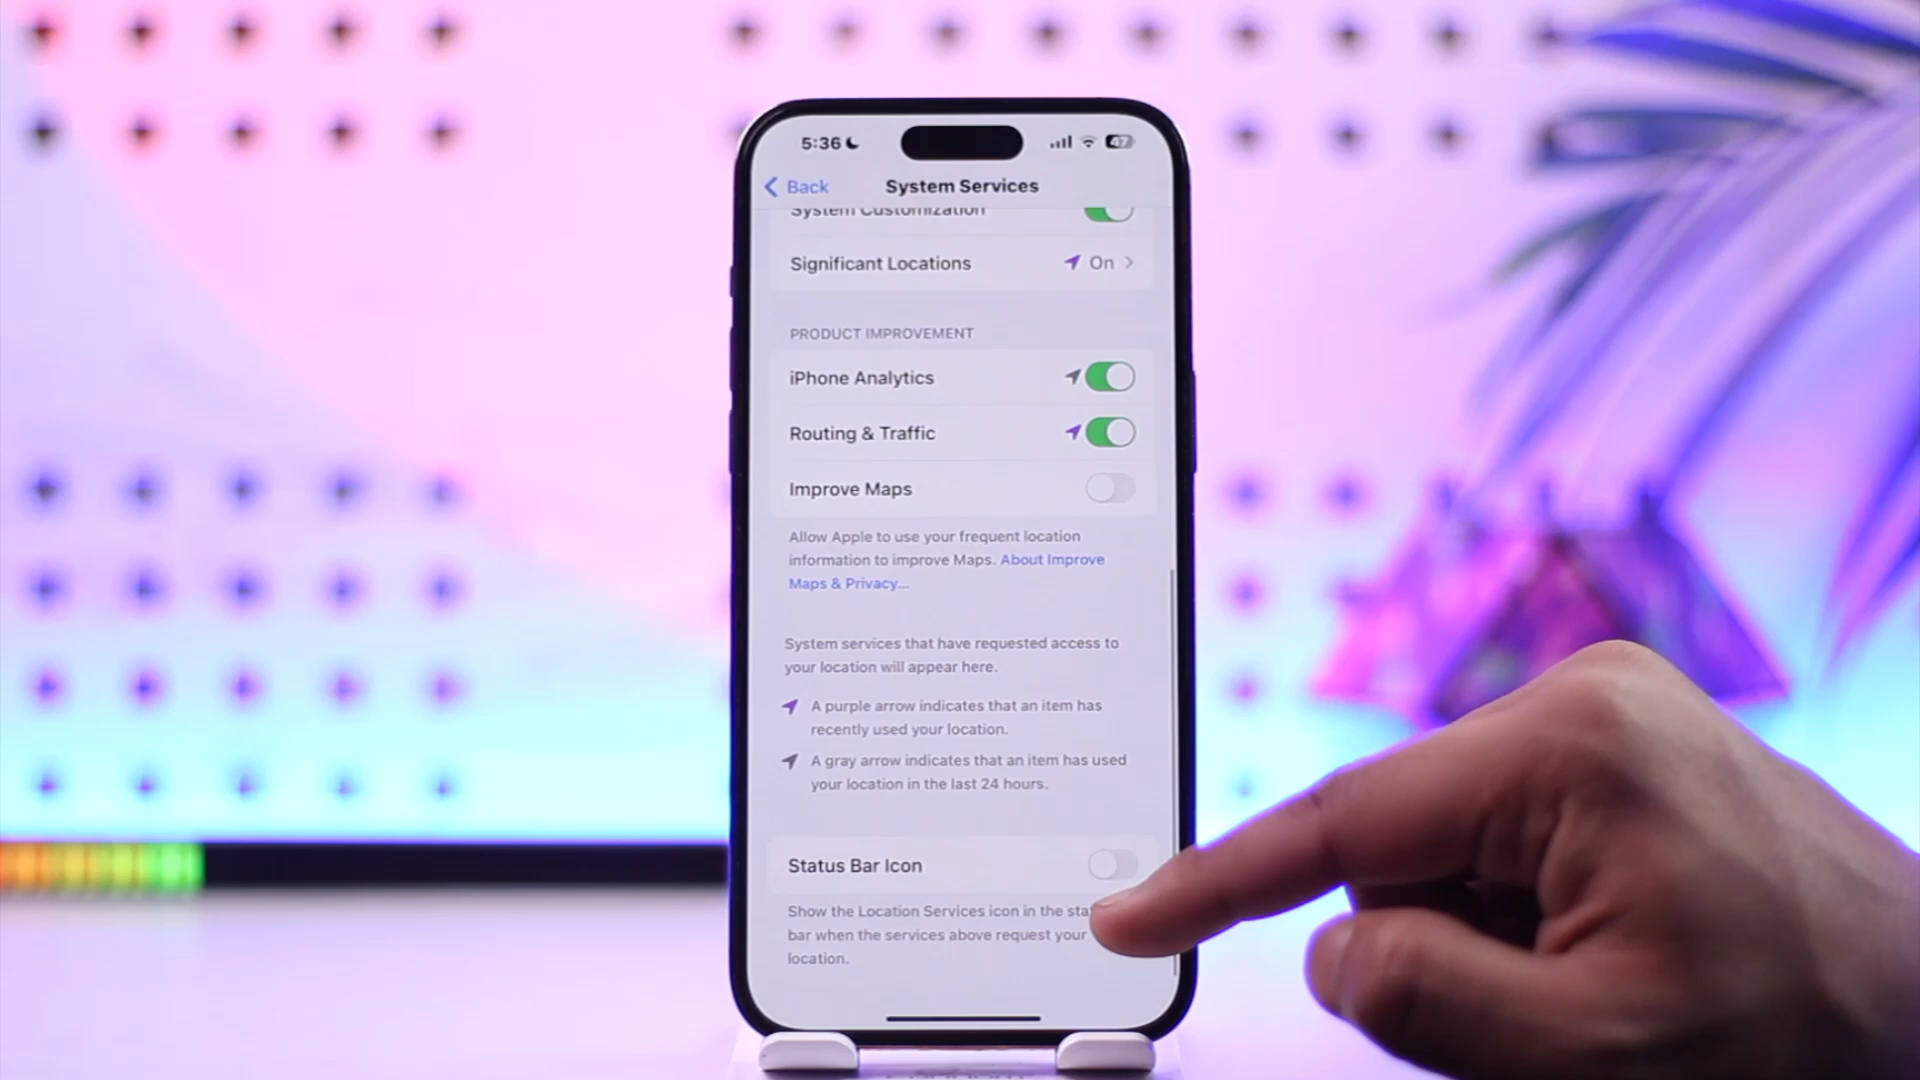 5:36
47
Back
System Services
System Customization
Significant Locations
On
PRODUCT IMPROVEMENT
iPhone Analytics
Routing & Traffic
Improve Maps
Allow Apple to use your frequent location
information to improve Maps. About Improve
Maps & Privacy...
System services that have requested access to
your location will appear here.
A purple arrow indicates that an item has
recently used your location.
A gray arrow indicates that an item has used
your location in the last 24 hours.
Status Bar Icon
Show the Location Services icon in the sta
bar when the services above request your
location.